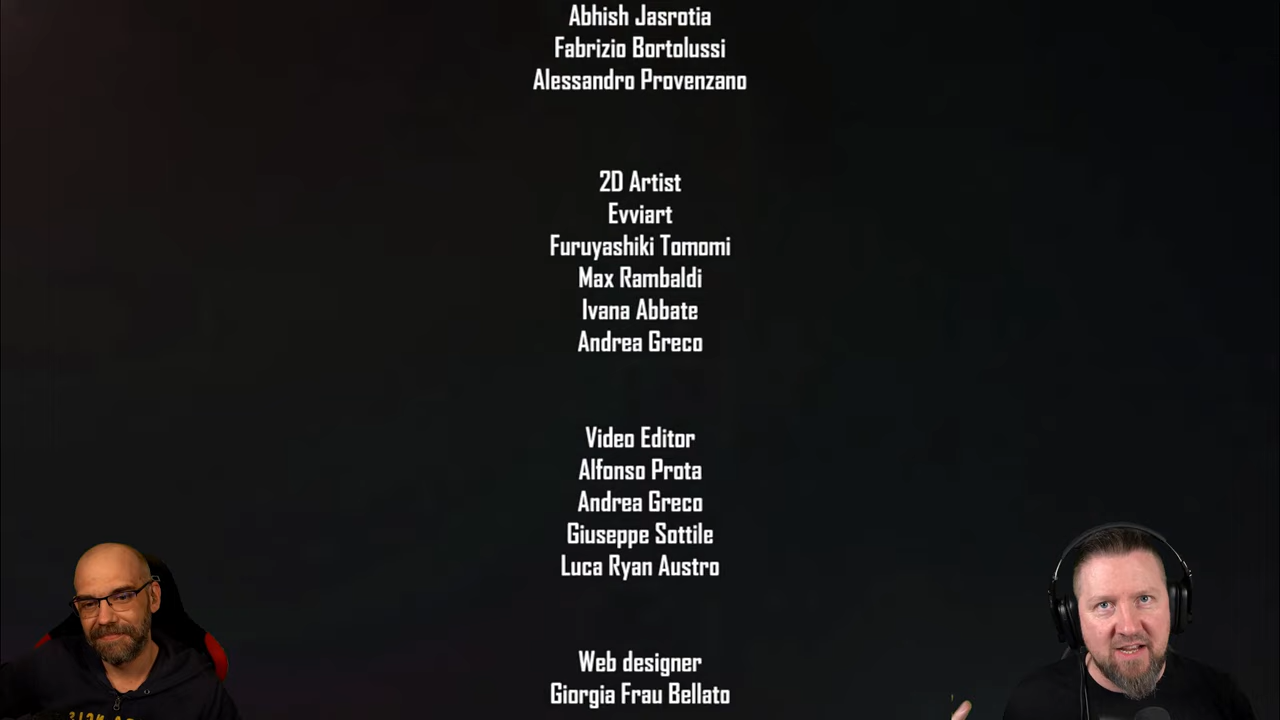 Abhish Jasrotia
Fabrizio Bortolussi
Alessandro Provenzano
2D Artist
Evviart
Furuyashiki Tomomi
Max Rambaldi
Ivana Abbate
Andrea Greco
Video Editor
Alfonso Prota
Andrea Greco
Giuseppe Sottile
Luca Ryan Austro
Web designer
Giorgia Frau Bellato